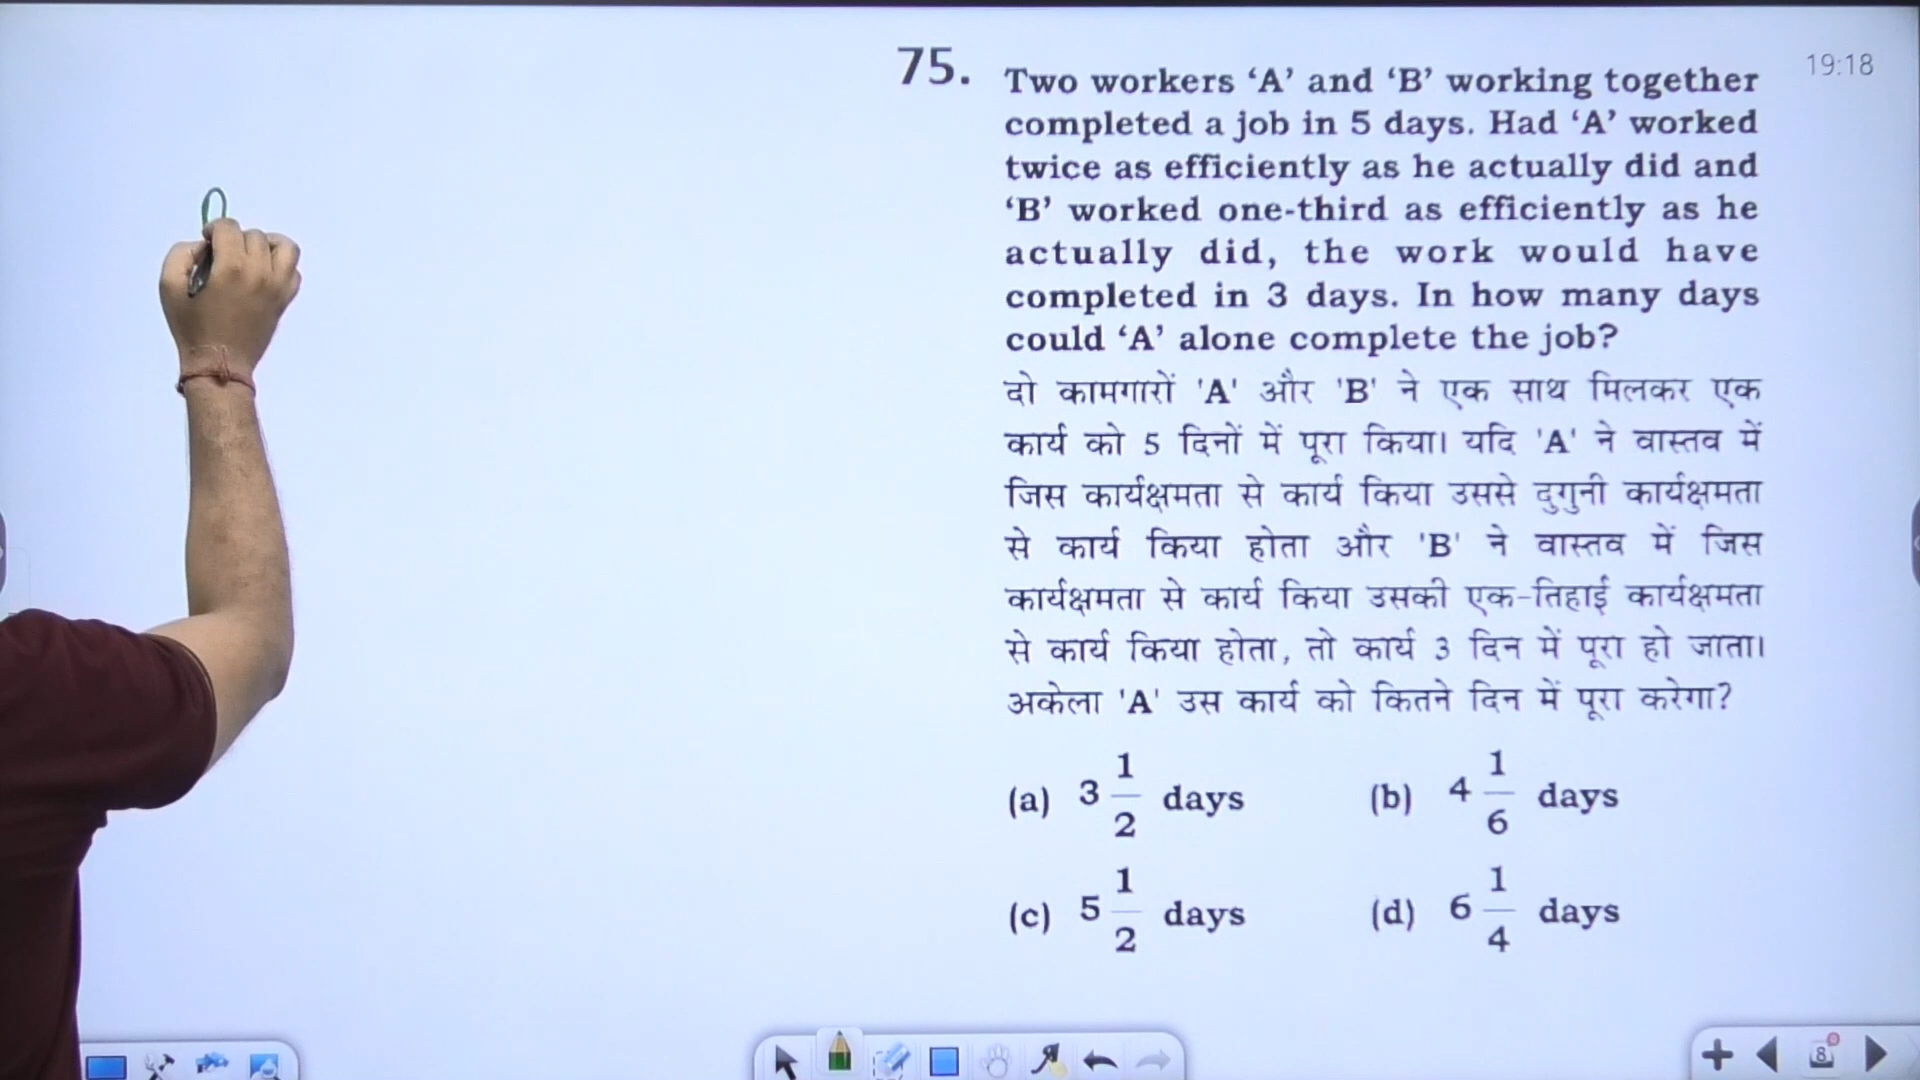 75.
19:18
Two workers ‘A’ and ‘B’ working together
completed a job in 5 days. Had ‘A’ worked
twice as efficiently as he actually did and
‘B’ worked one-third as efficiently as he
actually did, the work would have
completed in 3 days. In how many days
could ‘A’ alone complete the job?
दो कामगारों 'A' और 'B' ने एक साथ मिलकर एक
कार्य को 5 दिनों में पूरा किया। यदि 'A' ने वास्तव में
जिस कार्यक्षमता से कार्य किया उससे दुगुनी कार्यक्षमता
से कार्य किया होता और 'B' ने वास्तव में जिस
कार्यक्षमता से कार्य किया उसकी एक-तिहाई कार्यक्षमता
से कार्य किया होता, तो कार्य 3 दिन में पूरा हो जाता।
अकेला 'A' उस कार्य को कितने दिन में पूरा करेगा?
(a) 3 1/2 days (b) 4 1/6 days
(c) 5 1/2 days (d) 6 1/4 days
8